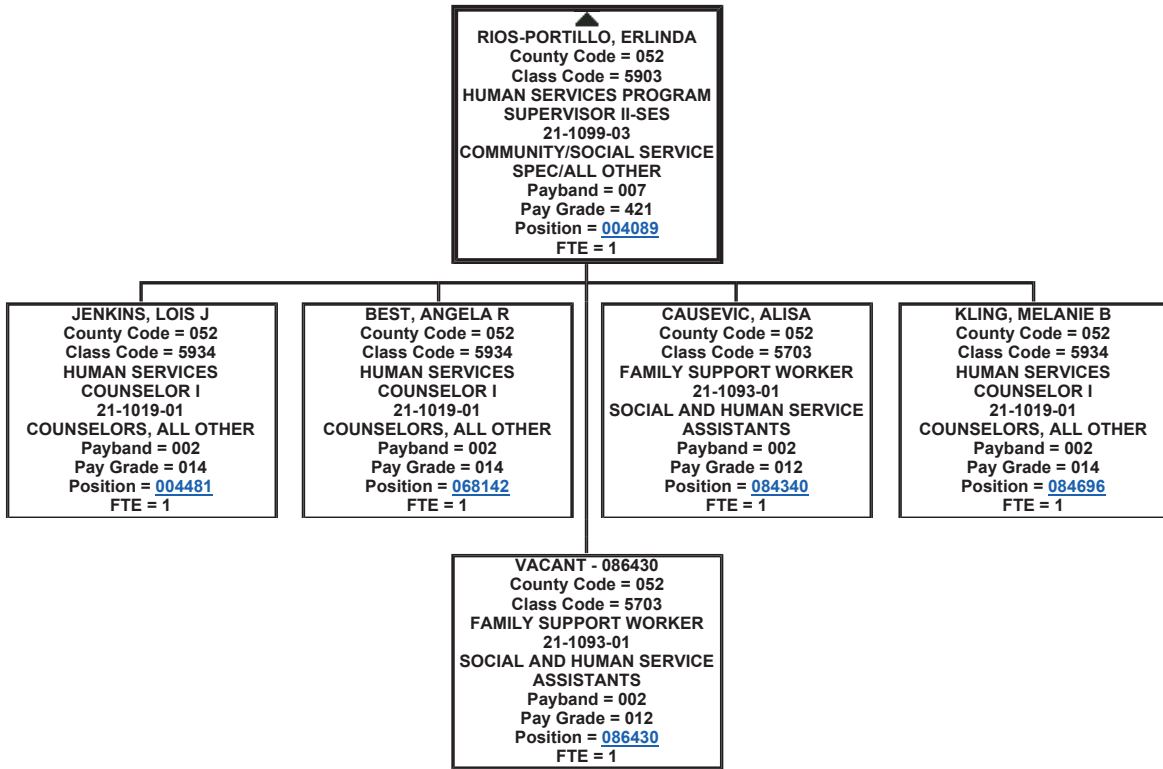 RIOS-PORTILLO, ERLINDA
County Code = 052
Class Code = 5903
HUMAN SERVICES PROGRAM
SUPERVISOR II-SES
21-1099-03
COMMUNITY/SOCIAL SERVICE
SPEC/ALL OTHER
Payband = 007
Pay Grade = 421
Position = 004089
FTE = 1
JENKINS, LOIS J
County Code = 052
Class Code = 5934
HUMAN SERVICES
COUNSELOR I
21-1019-01
COUNSELORS, ALL OTHER
Payband = 002
Pay Grade = 014
Position = 004481
FTE = 1
BEST, ANGELA R
County Code = 052
Class Code = 5934
HUMAN SERVICES
COUNSELOR I
21-1019-01
COUNSELORS, ALL OTHER
Payband = 002
Pay Grade = 014
Position = 068142
FTE = 1
CAUSEVIC, ALISA
County Code = 052
Class Code = 5703
FAMILY SUPPORT WORKER
21-1093-01
SOCIAL AND HUMAN SERVICE
ASSISTANTS
Payband = 002
Pay Grade = 012
Position = 084340
FTE = 1
KLING, MELANIE B
County Code = 052
Class Code = 5934
HUMAN SERVICES
COUNSELOR I
21-1019-01
COUNSELORS, ALL OTHER
Payband = 002
Pay Grade = 014
Position = 084696
FTE = 1
VACANT - 086430
County Code = 052
Class Code = 5703
FAMILY SUPPORT WORKER
21-1093-01
SOCIAL AND HUMAN SERVICE
ASSISTANTS
Payband = 002
Pay Grade = 012
Position = 086430
FTE = 1